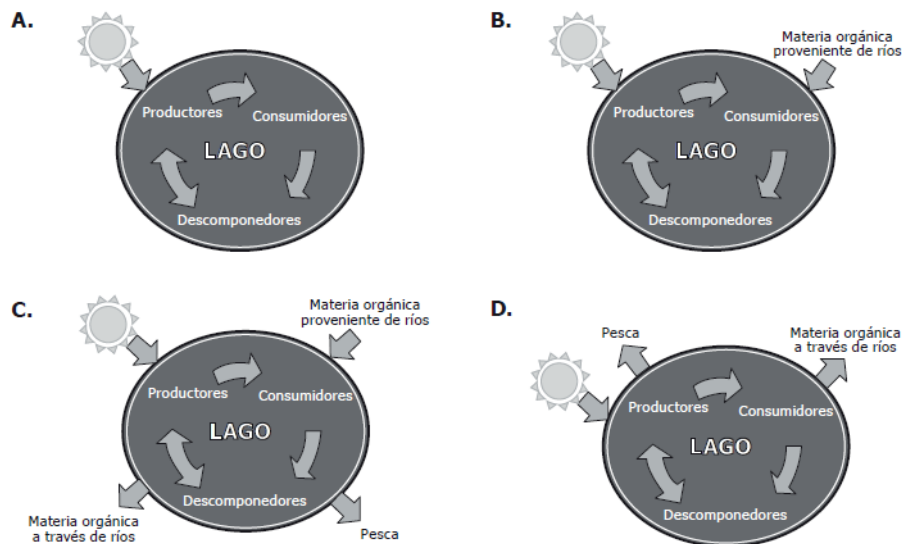 A.
Productores
Consumidores
LAGO
Descomponedores
B.
Materia orgánica
proveniente de ríos
Productores
Consumidores
LAGO
Descomponedores
C.
Materia orgánica
proveniente de ríos
Productores
Consumidores
LAGO
Descomponedores
Materia orgánica
a través de ríos
Pesca
D.
Pesca
Materia orgánica
a través de ríos
Productores
Consumidores
LAGO
Descomponedores